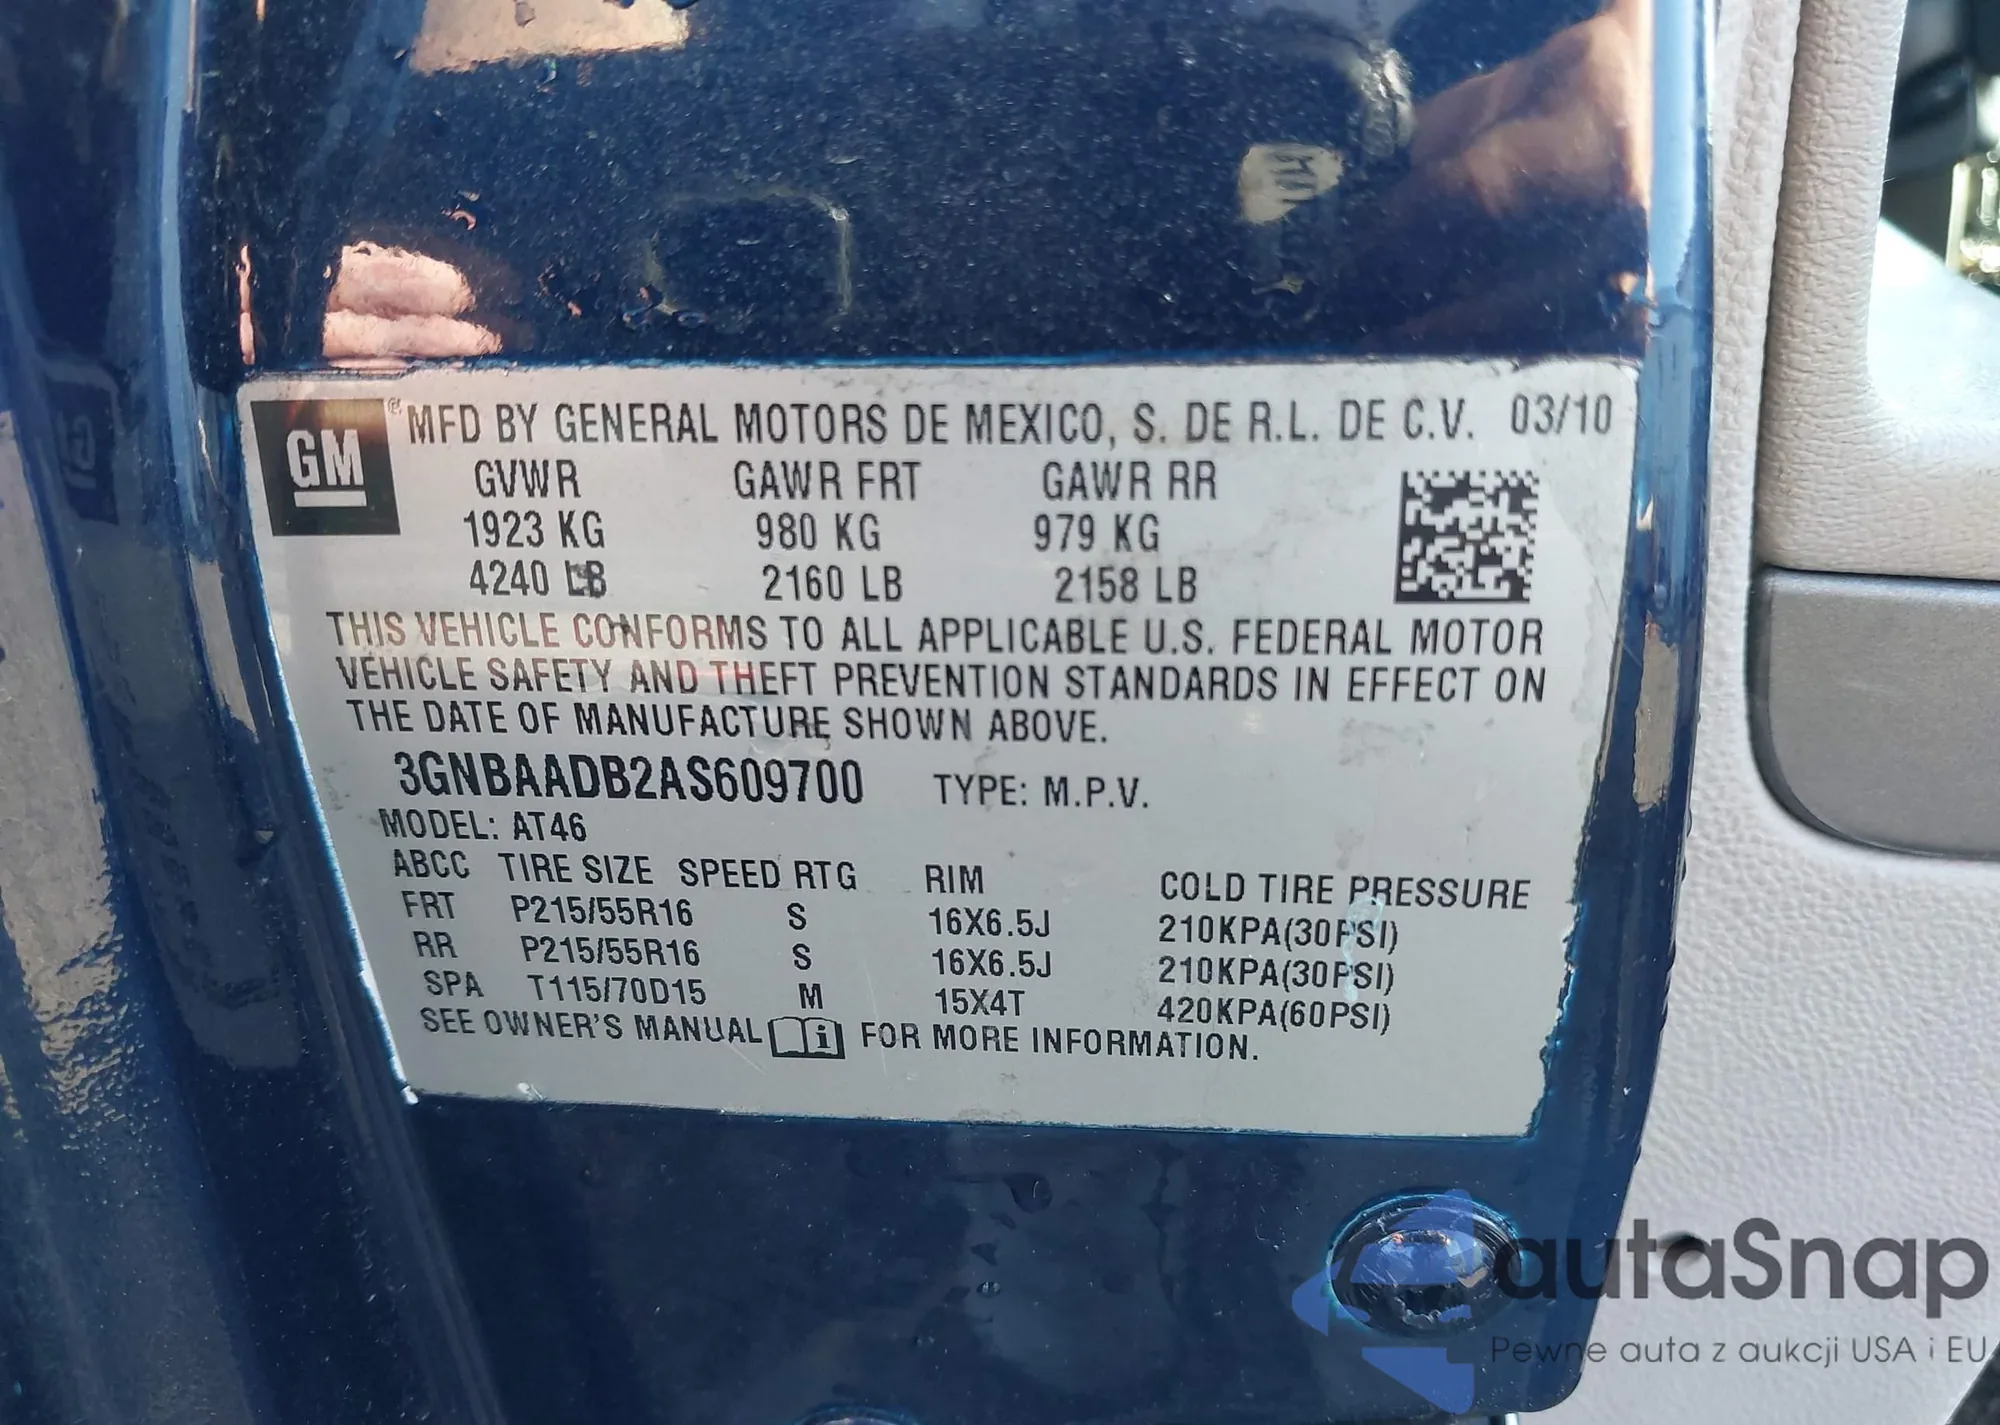 GM ® MFD BY GENERAL MOTORS DE MEXICO, S. DE R.L. DE C.V. 03/10
GVWR GAWR FRT GAWR RR
1923 KG 980 KG 979 KG
4240 LB 2160 LB 2158 LB
THIS VEHICLE CONFORMS TO ALL APPLICABLE U.S. FEDERAL MOTOR
VEHICLE SAFETY AND THEFT PREVENTION STANDARDS IN EFFECT ON
THE DATE OF MANUFACTURE SHOWN ABOVE.
3GNBAADB2AS609700 TYPE: M.P.V.
MODEL: AT46
ABCC TIRE SIZE SPEED RTG RIM COLD TIRE PRESSURE
FRT P215/55R16 S 16X6.5J 210KPA(30PSI)
RR P215/55R16 S 16X6.5J 210KPA(30PSI)
SPA T115/70D15 M 15X4T 420KPA(60PSI)
SEE OWNER'S MANUAL i FOR MORE INFORMATION.
autaSnap
Pewne auta z aukcji USA i EU